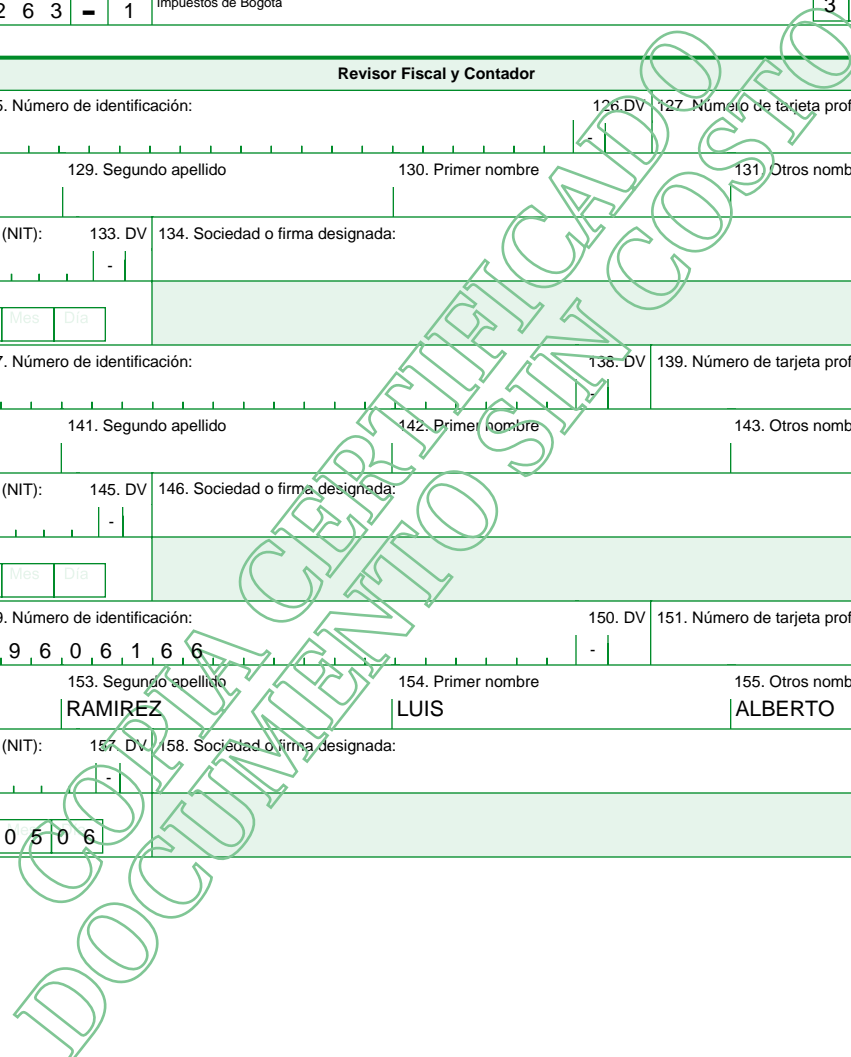 2 6 3 - 1 Impuestos de Bogotá 3
Revisor Fiscal y Contador
5. Número de identificación: 126.DV 127. Número de tarjeta prof
-
129. Segundo apellido 130. Primer nombre 131. Otros nomb
(NIT): 133. DV 134. Sociedad o firma designada:
-
Mes Día
7. Número de identificación: 138. DV 139. Número de tarjeta prof
-
141. Segundo apellido 142. Primer nombre 143. Otros nomb
(NIT): 145. DV 146. Sociedad o firma designada:
-
Mes Día
9. Número de identificación: 150. DV 151. Número de tarjeta prof
9 6 0 6 1 6 6 -
153. Segundo apellido 154. Primer nombre 155. Otros nomb
RAMIREZ LUIS ALBERTO
(NIT): 157. DV 158. Sociedad o firma designada:
-
0 5 0 6
COPIA CERTIFICADO
DOCUMENTO SIN COSTO